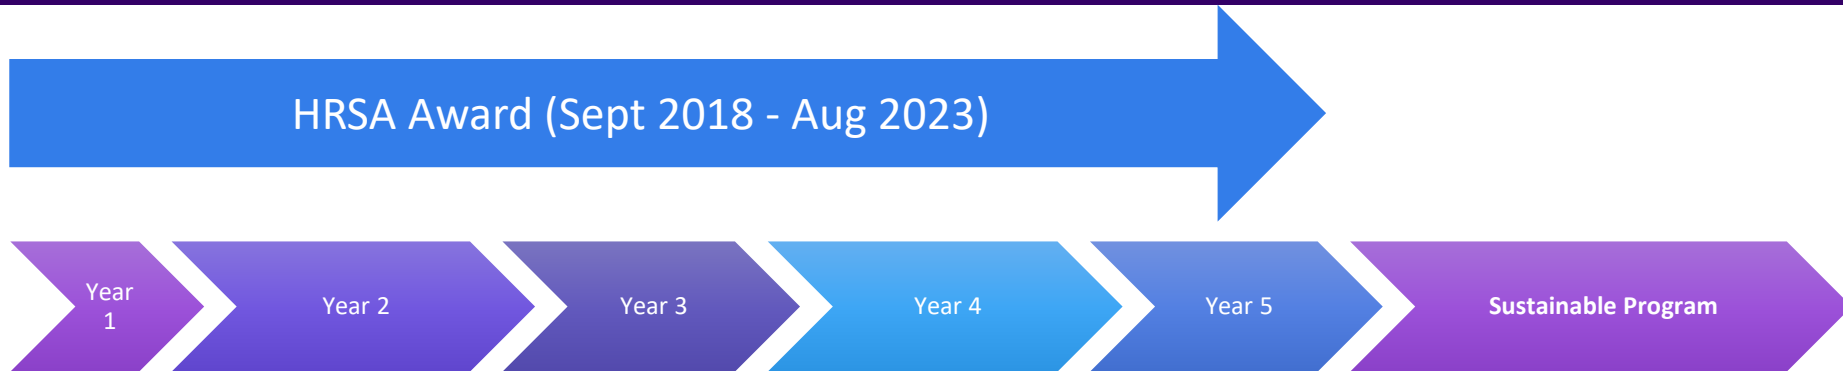 HRSA Award (Sept 2018 - Aug 2023)
Year
1
Year 2
Year 3
Year 4
Year 5
Sustainable Program